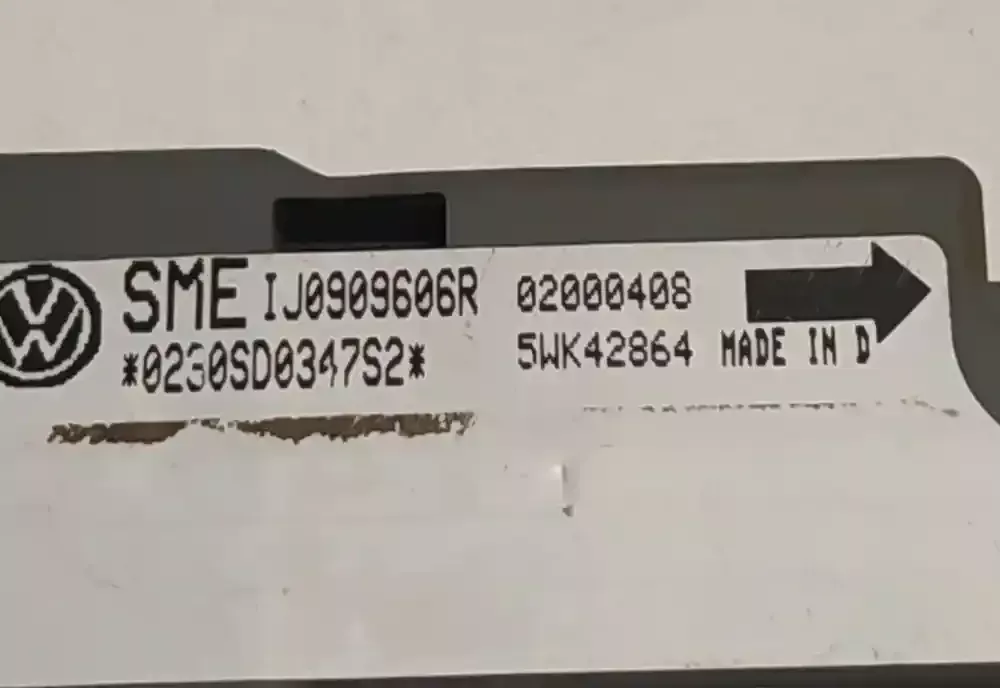 SME IJ0909606R 02000408
*0230SD0347S2* 5WK42864 MADE IN D